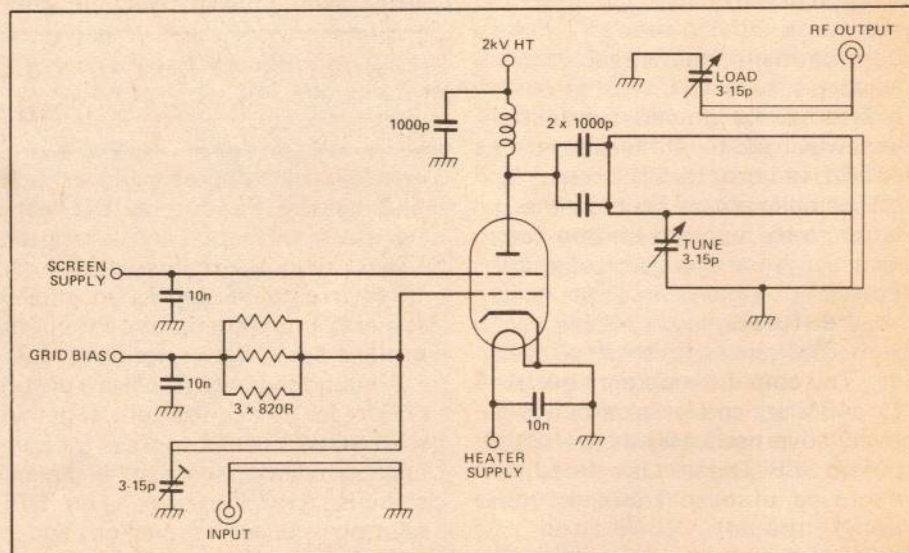 RF OUTPUT
2kV HT
LOAD
3-15p
1000p
2 x 1000p
TUNE
3-15p
SCREEN
SUPPLY
10n
GRID BIAS
10n
3 x 820R
10n
HEATER
SUPPLY
3-15p
INPUT